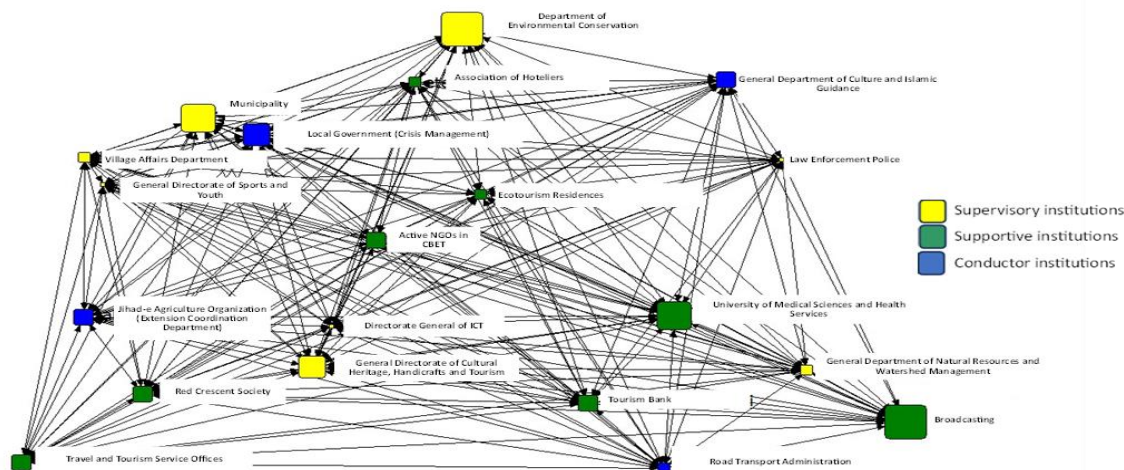 Department of
Environmental Conservation
Association of Hoteliers
General Department of Culture and Islamic
Guidance
Municipality
Local Government (Crisis Management)
Village Affairs Department
Law Enforcement Police
General Directorate of Sports and
Youth
Ecotourism Residences
Supervisory institutions
Active NGOs in
CBET
Supportive institutions
Conductor institutions
Jihad-e Agriculture Organization
(Extension Coordination
Department)
University of Medical Sciences and Health
Services
Directorate General of ICT
General Directorate of Cultural
Heritage, Handicrafts and Tourism
General Department of Natural Resources and
Watershed Management
Red Crescent Society
Tourism Bank
Broadcasting
Travel and Tourism Service Offices
Road Transport Administration